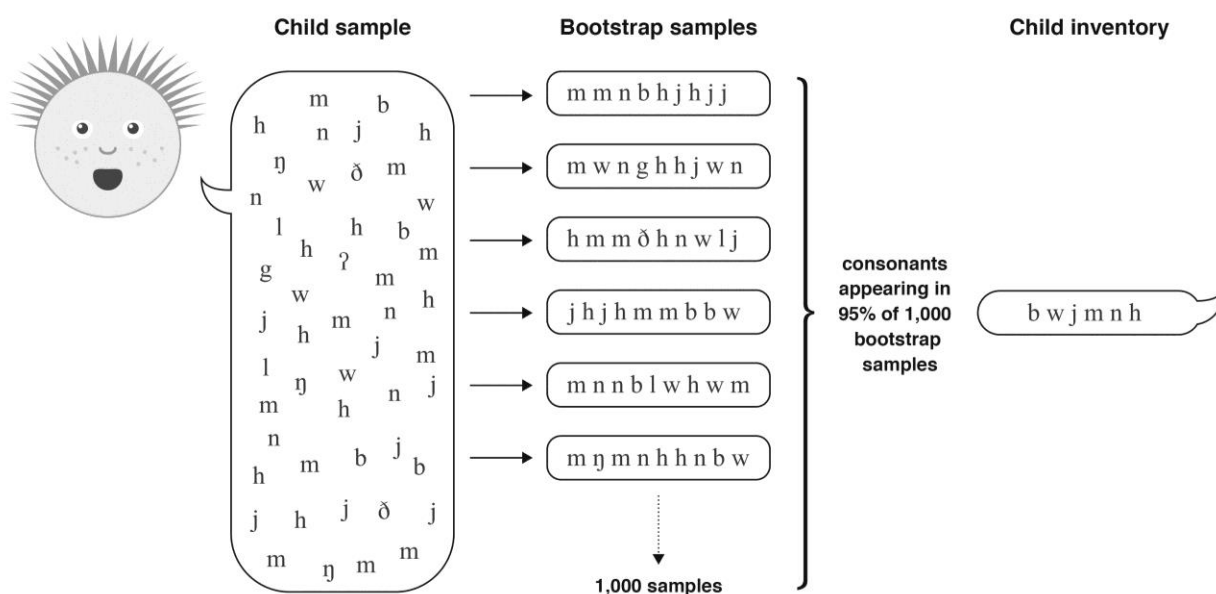 Child sample
Bootstrap samples
Child inventory
m b
h n j h
ŋ w ð m
n w
l h h b
g ʔ m m
w h
j h m n
j m
l ŋ w j
m h n
n m b j b
h
j h j ð j
m ŋ m m
m m n b h j h j j
m w n g h h j w n
h m m ð h n w l j
j h j h m m b b w
m n n b l w h w m
m ŋ m n h h n b w
1,000 samples
consonants
appearing in
95% of 1,000
bootstrap
samples
b w j m n h